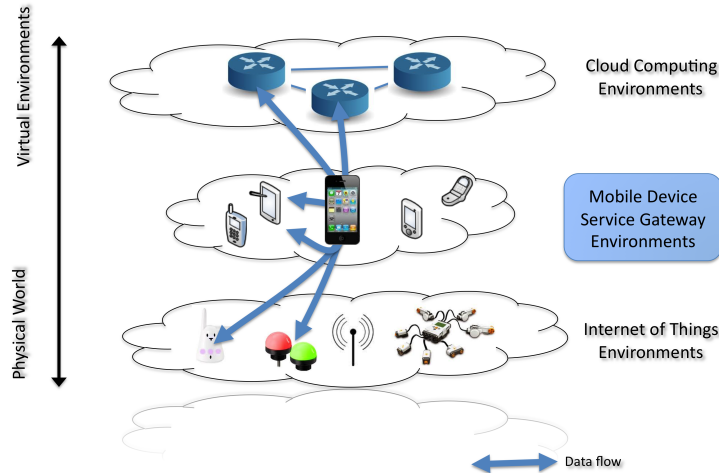 Virtual Environments
Cloud Computing
Environments
Mobile Device
Service Gateway
Environments
Physical World
Internet of Things
Environments
Data flow